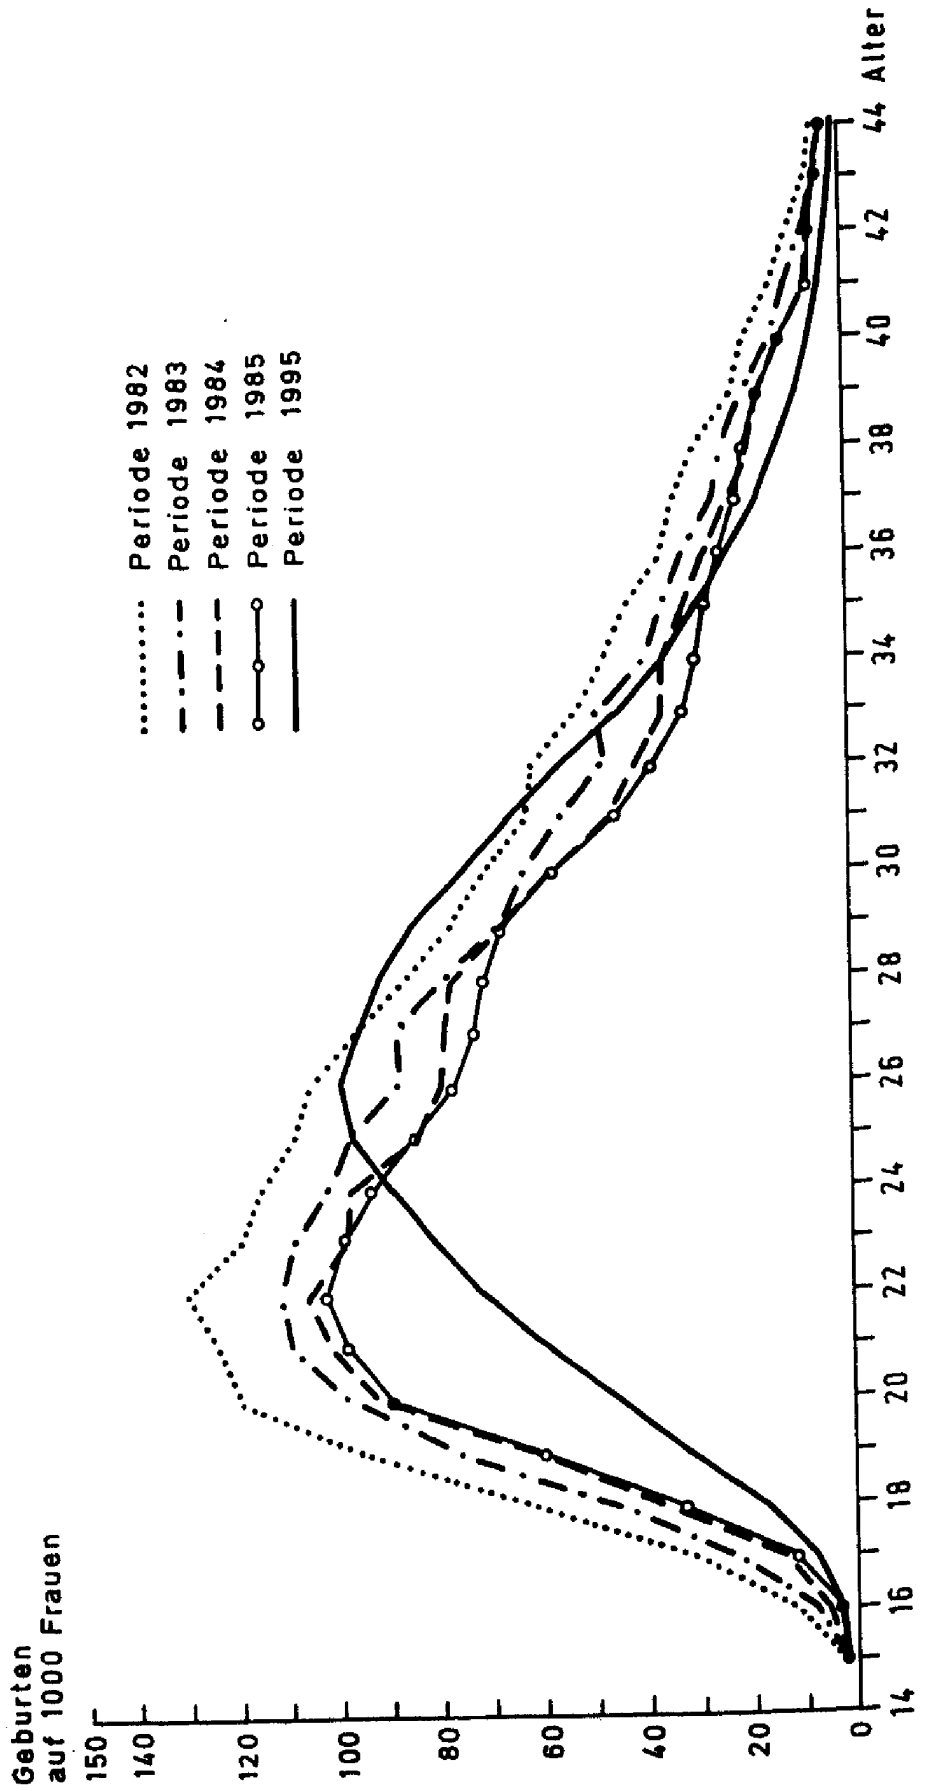 Geburten
auf 1000 Frauen
150
140
120
100
80
60
40
20
0
Periode 1982
Periode 1983
Periode 1984
Periode 1985
Periode 1995
14 16 18 20 22 24 26 28 30 32 34 36 38 40 42 44 Alter